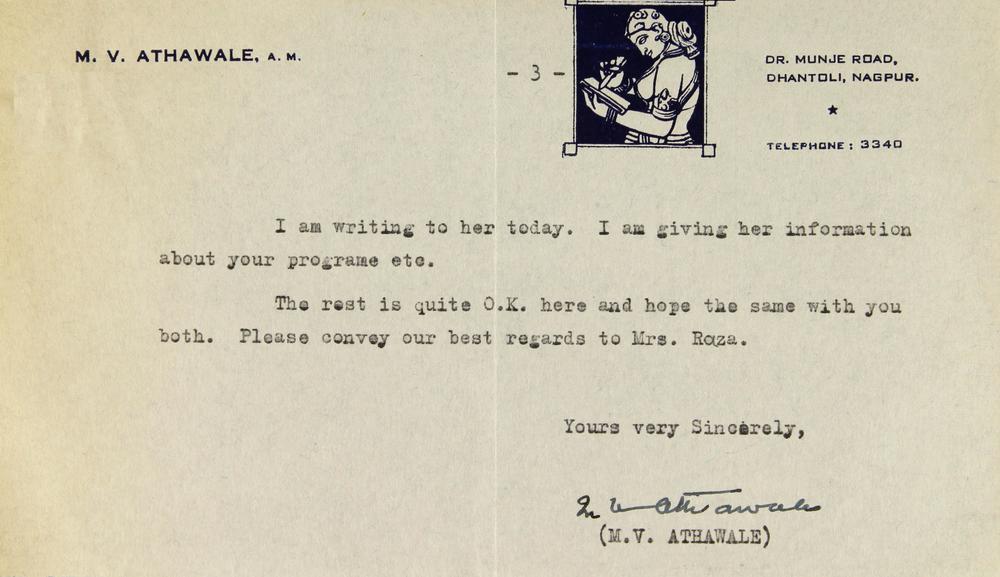 M. V. ATHAWALE, A. M.
- 3 -
DR. MUNJE ROAD,
DHANTOLI, NAGPUR.
★
TELEPHONE : 3340
I am writing to her today. I am giving her information
about your programe etc.
The rest is quite O.K. here and hope the same with you
both. Please convey our best regards to Mrs. Raza.
Yours very Sincerely,
M V Athawale
(M.V. ATHAWALE)